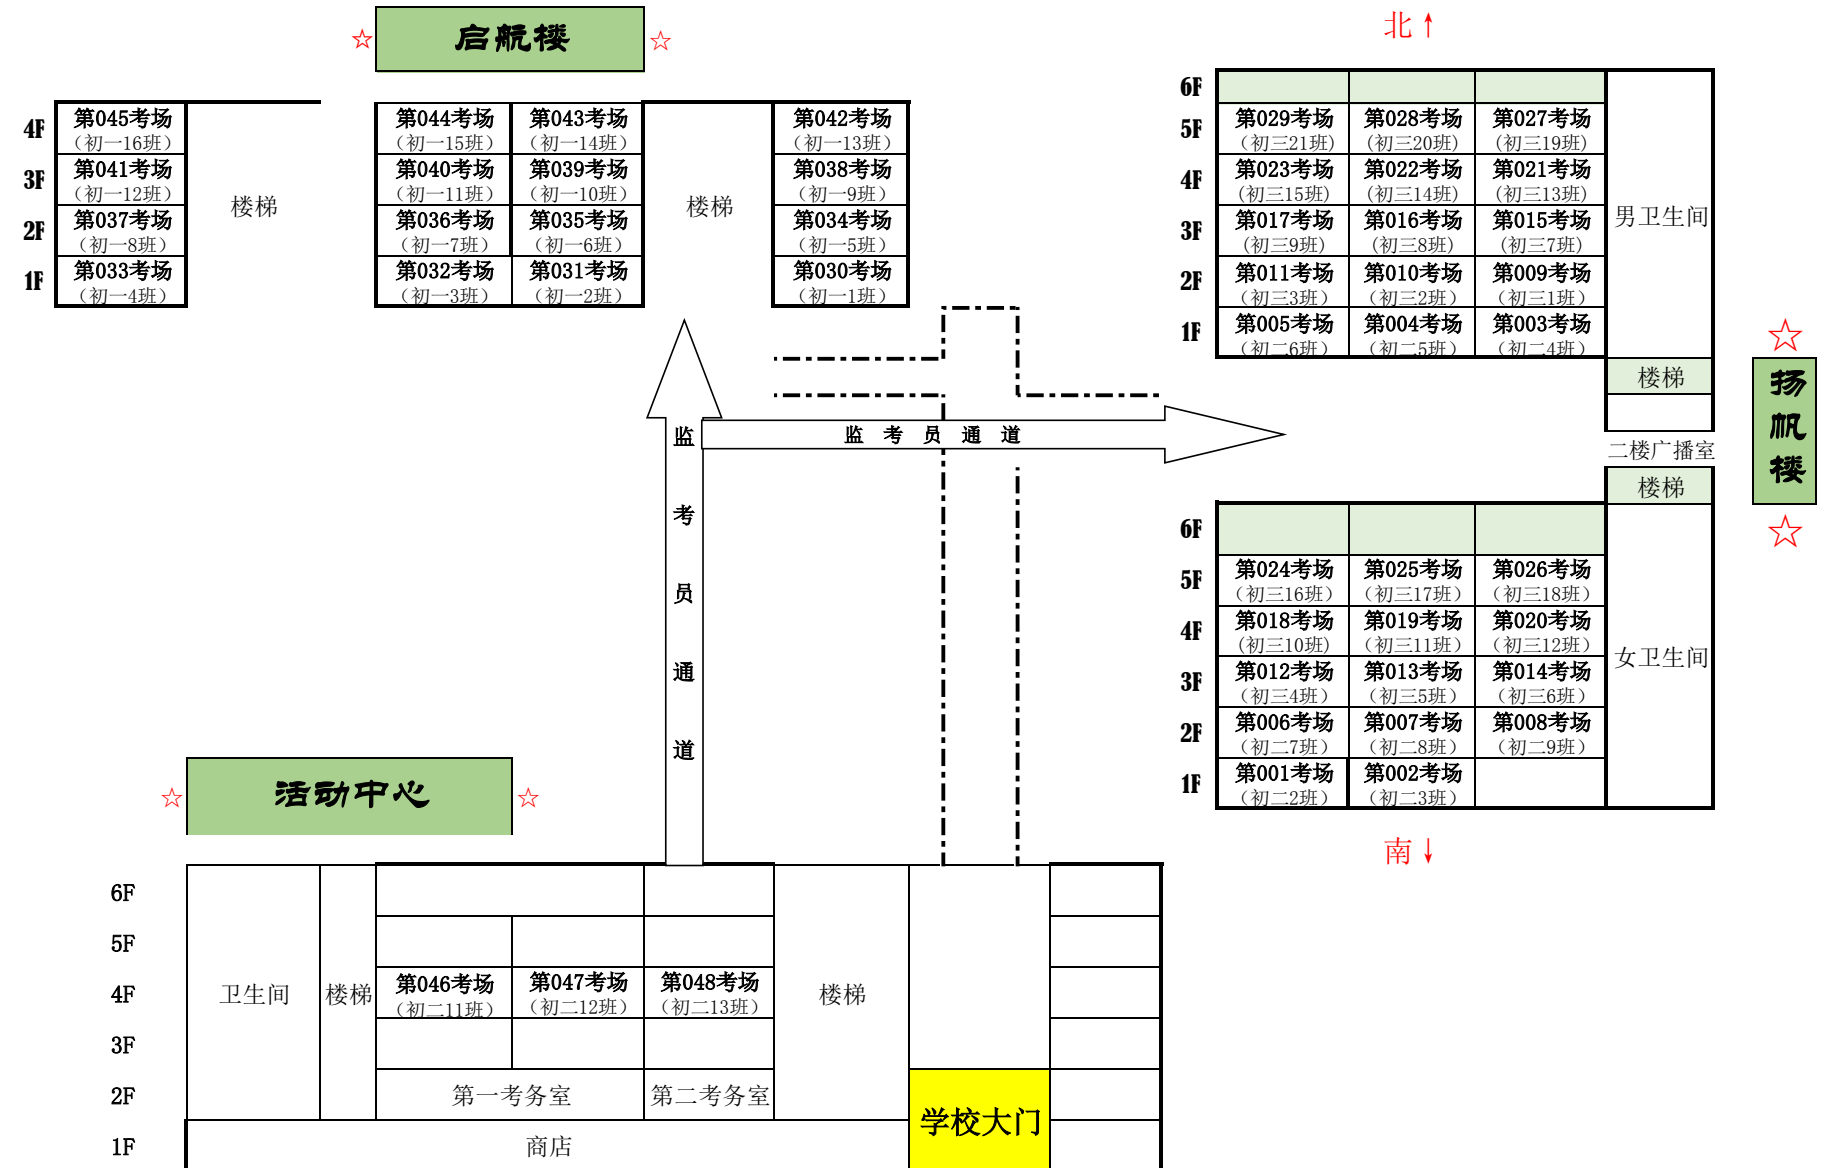 启航楼
☆ ☆
北↑
4F 第045考场 第044考场 第043考场 第042考场
（初一16班） （初一15班） （初一14班） （初一13班）
3F 第041考场 第040考场 第039考场 第038考场
（初一12班） （初一11班） （初一10班） （初一9班）
楼梯 楼梯
2F 第037考场 第036考场 第035考场 第034考场
（初一8班） （初一7班） （初一6班） （初一5班）
1F 第033考场 第032考场 第031考场 第030考场
（初一4班） （初一3班） （初一2班） （初一1班）
6F
5F 第029考场 第028考场 第027考场
（初三21班) (初三20班) (初三19班)
4F 第023考场 第022考场 第021考场
(初三15班) (初三14班) (初三13班)
3F 第017考场 第016考场 第015考场
(初三9班) (初三8班) (初三7班)
男卫生间
2F 第011考场 第010考场 第009考场
（初三3班） （初三2班） （初三1班）
1F 第005考场 第004考场 第003考场
（初二6班） （初二5班） （初二4班）
楼梯
二楼广播室
楼梯
☆
扬帆楼
☆
监考员通道
监考员通道
6F
5F 第024考场 第025考场 第026考场
（初三16班） （初三17班） （初三18班）
4F 第018考场 第019考场 第020考场
(初三10班) （初三11班） （初三12班）
女卫生间
3F 第012考场 第013考场 第014考场
（初三4班） （初三5班） （初三6班）
2F 第006考场 第007考场 第008考场
（初二7班） （初二8班） （初二9班）
1F 第001考场 第002考场
（初二2班） （初二3班）
南↓
☆ 活动中心 ☆
6F
5F
4F 卫生间 楼梯 第046考场 第047考场 第048考场 楼梯
（初二11班） （初二12班） （初二13班）
3F
2F 第一考务室 第二考务室
学校大门
1F 商店